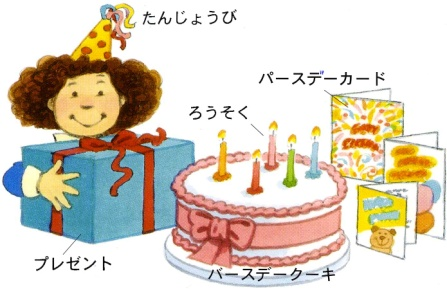 たんじょうび
パースデーカード
ろうそく
プレゼント
バースデークーキ